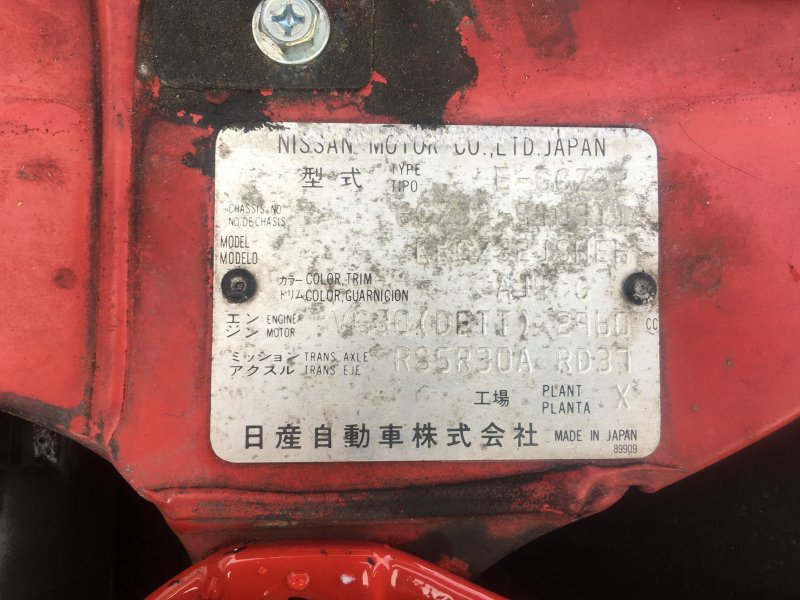 NISSAN MOTOR CO.,LTD.JAPAN
型式 TYPE TIPO E-GCZ32
CHASSIS.NO NO.DE CHASIS
MODEL MODELO
カラー COLOR,TRIM トリム COLOR,GUARNICION G
エンジン ENGINE MOTOR VG30(DETT) 2960 CC
ミッション アクスル TRANS. AXLE TRANS. EJE RS5R30A RD37
工場 PLANT PLANTA X
日産自動車株式会社 MADE IN JAPAN
89909